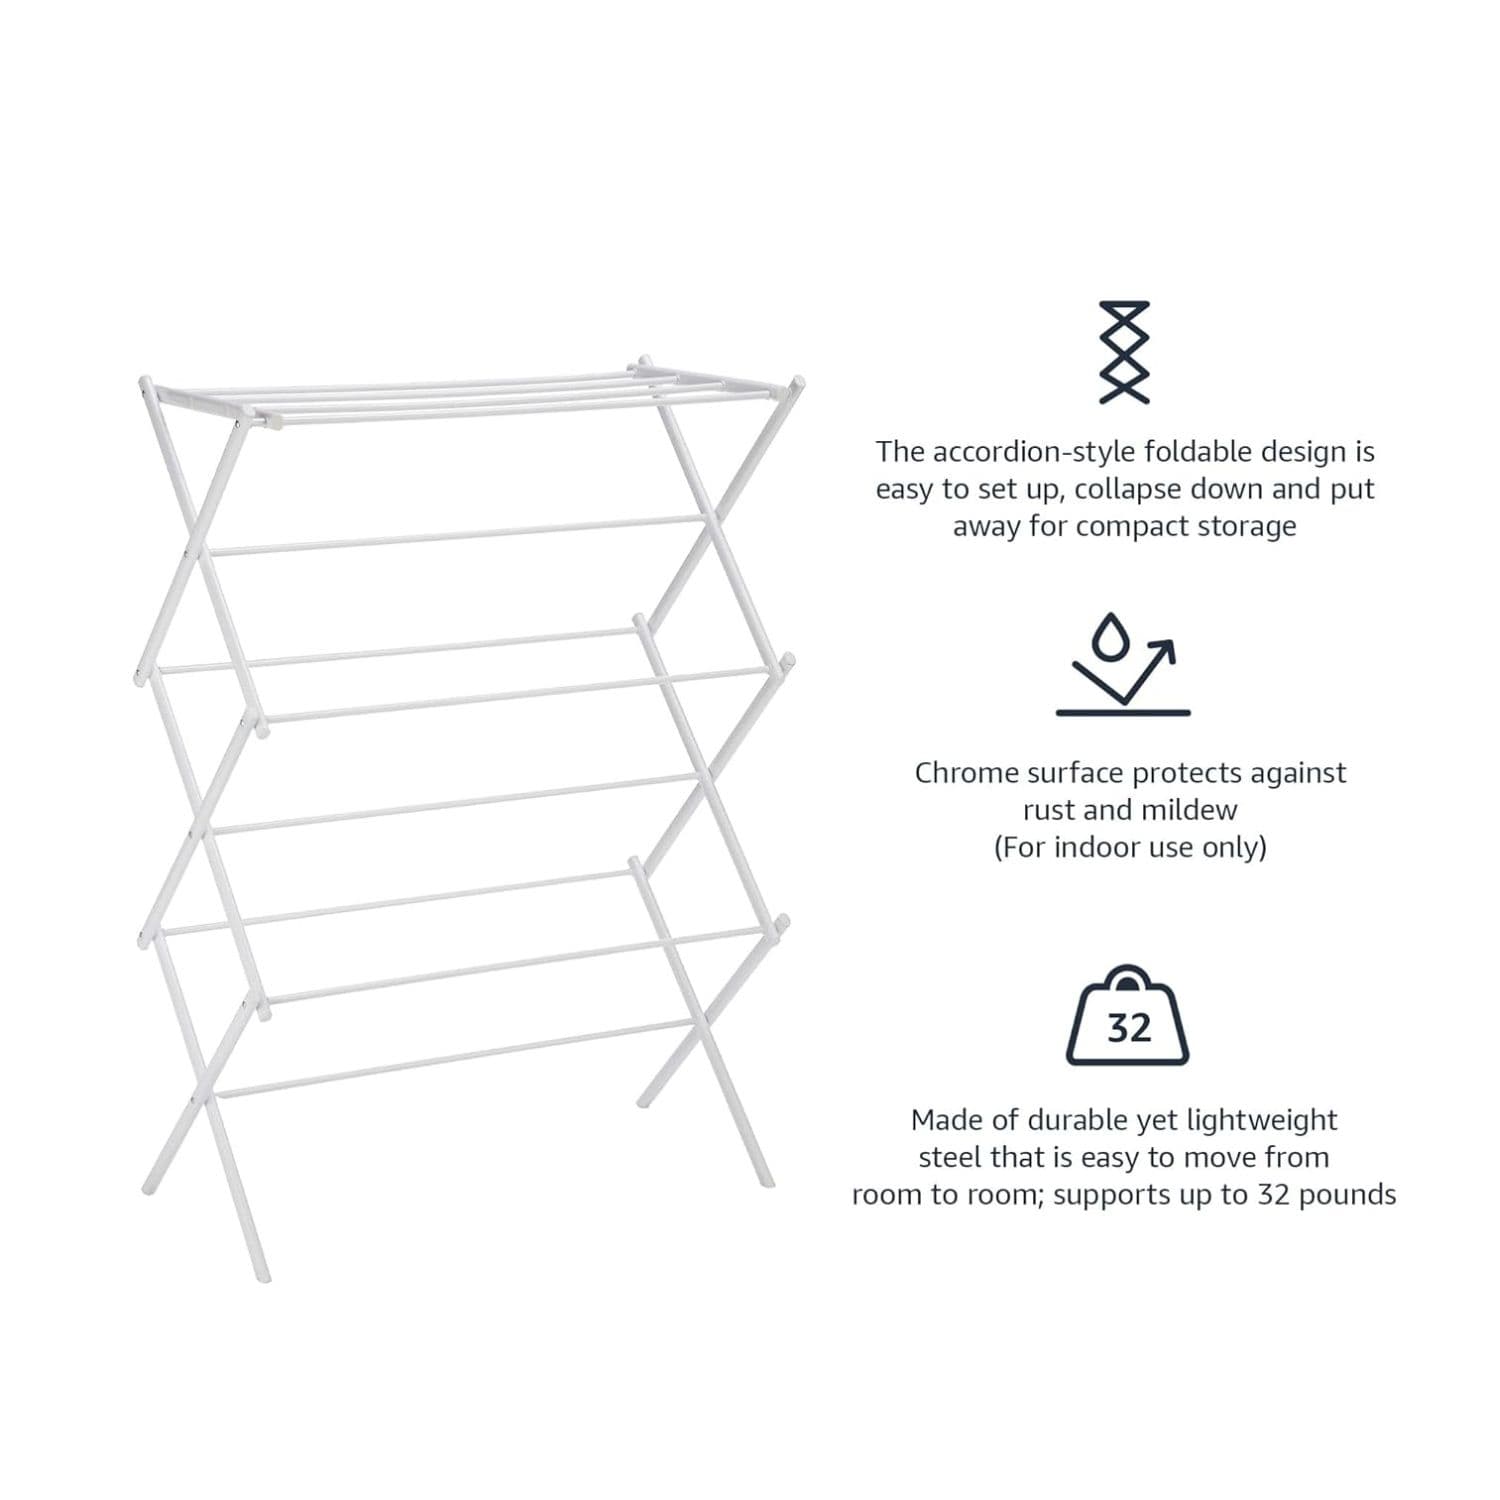 The accordion-style foldable design is
easy to set up, collapse down and put
away for compact storage
Chrome surface protects against
rust and mildew
(For indoor use only)
32
Made of durable yet lightweight
steel that is easy to move from
room to room; supports up to 32 pounds